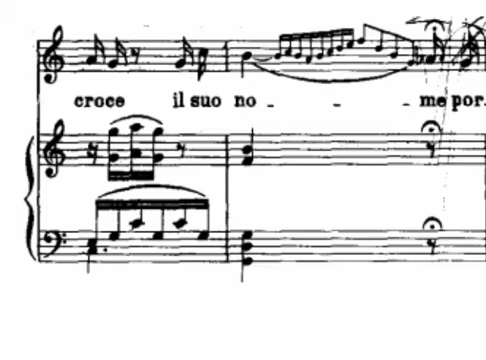 croce il suo no - - - me por.